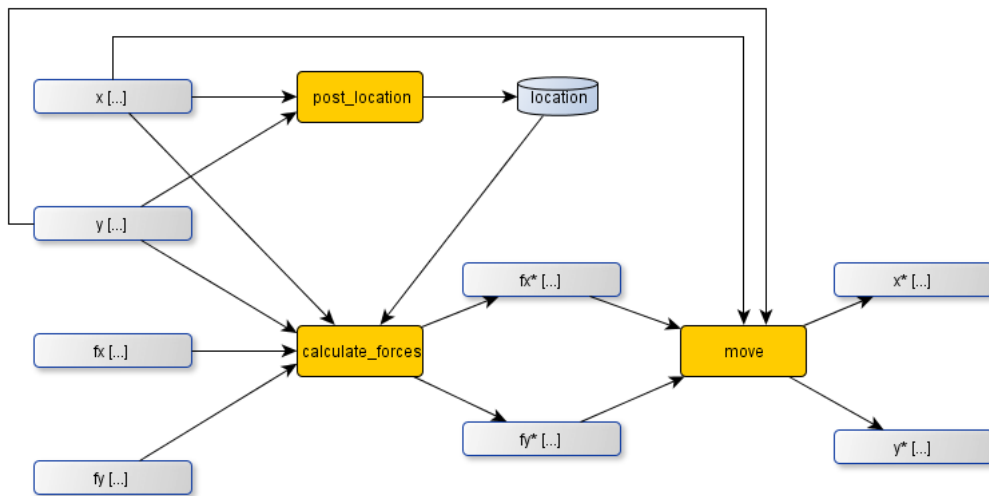 x [...]
post_location
location
y [...]
fx* [...]
x* [...]
fx [...]
calculate_forces
move
fy* [...]
y* [...]
fy [...]